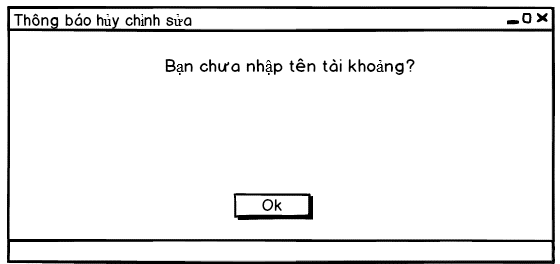 Thông báo hủy chỉnh sửa
Bạn chưa nhập tên tài khoảng?
Ok